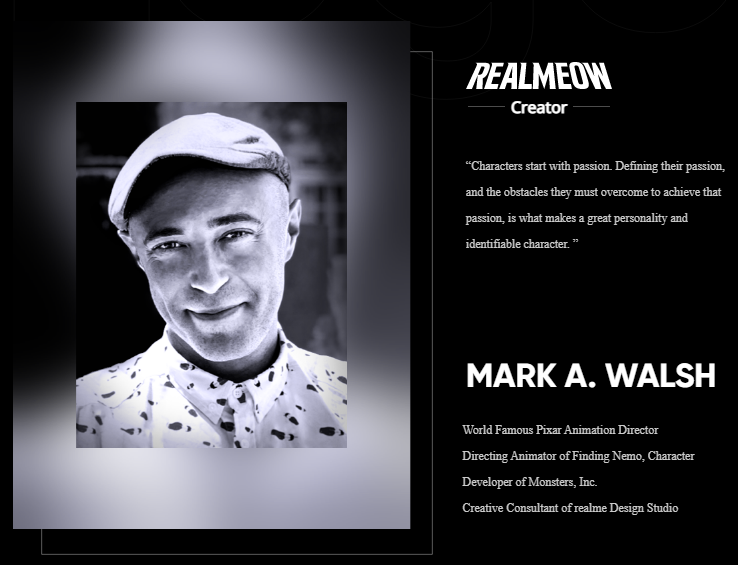 REALMEOW
Creator
“Characters start with passion. Defining their passion,
and the obstacles they must overcome to achieve that
passion, is what makes a great personality and
identifiable character. ”
MARK A. WALSH
World Famous Pixar Animation Director
Directing Animator of Finding Nemo, Character
Developer of Monsters, Inc.
Creative Consultant of realme Design Studio